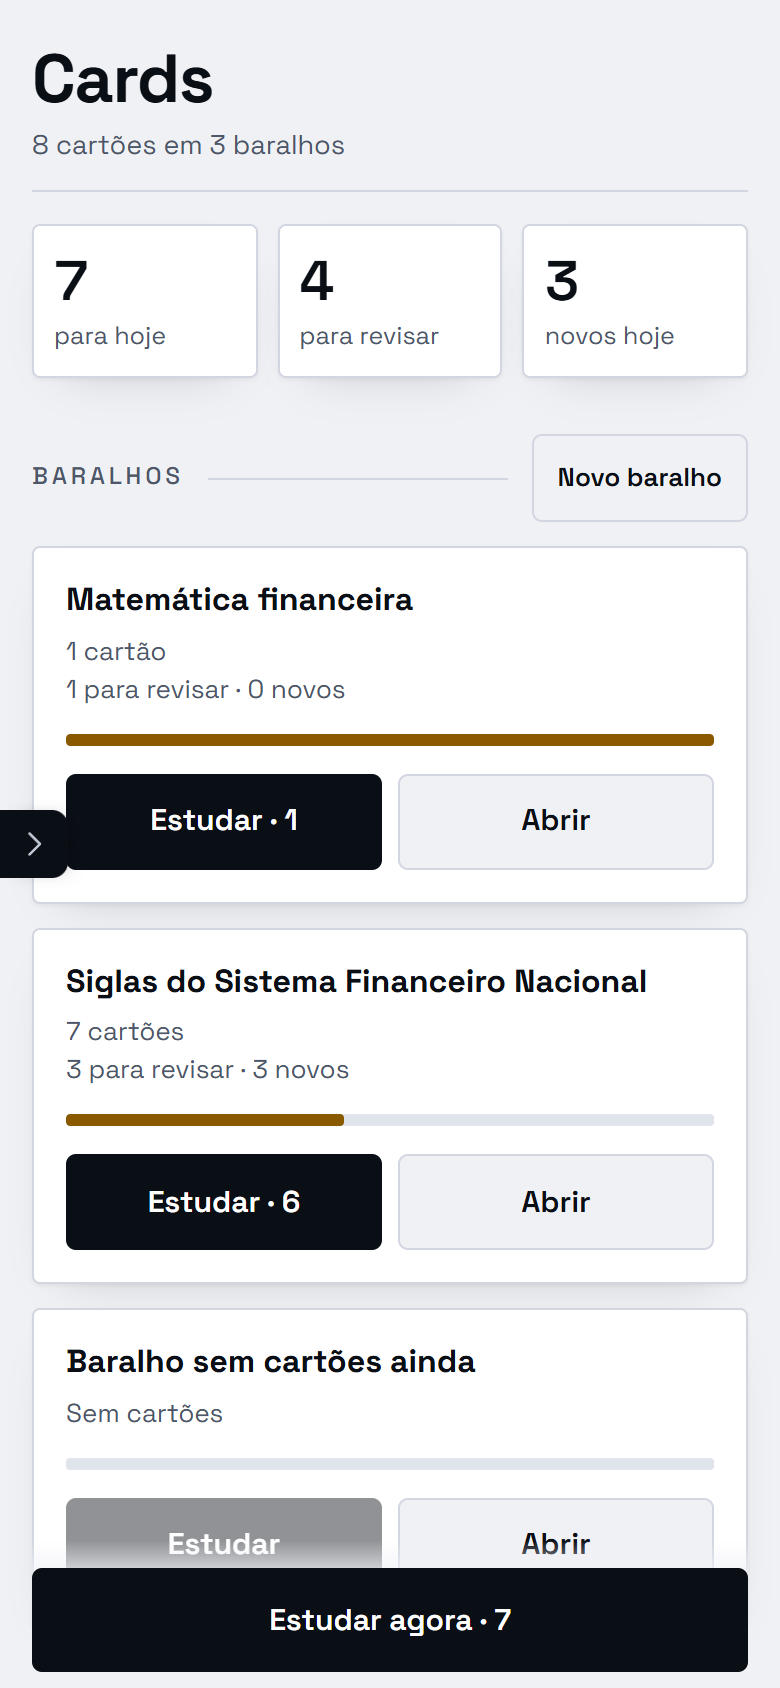 Cards
8 cartões em 3 baralhos
7
para hoje
4
para revisar
3
novos hoje
BARALHOS
Novo baralho
Matemática financeira
1 cartão
1 para revisar · 0 novos
Estudar · 1
Abrir
Siglas do Sistema Financeiro Nacional
7 cartões
3 para revisar · 3 novos
Estudar · 6
Abrir
Baralho sem cartões ainda
Sem cartões
Estudar
Abrir
Estudar agora · 7